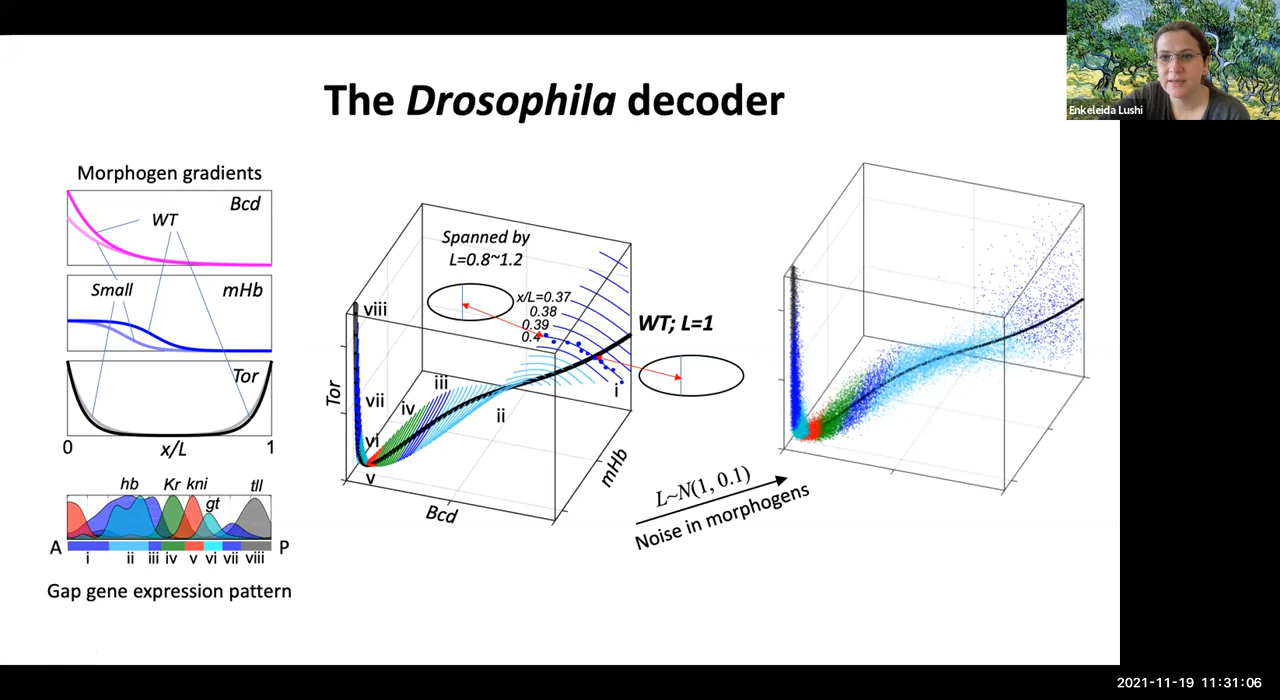 The Drosophila decoder
Enkeleida Lushi
Morphogen gradients
Bcd
WT
Small
mHb
Tor
0
x/L
1
hb
Kr
kni
gt
tll
A
P
i
ii
iii
iv
v
vi
vii
viii
Gap gene expression pattern
Spanned by
L=0.8~1.2
x/L=0.37
0.38
0.39
0.4
WT; L=1
viii
vii
vi
v
iv
iii
ii
i
Tor
Bcd
mHb
L~N(1, 0.1)
Noise in morphogens
2021-11-19 11:31:06